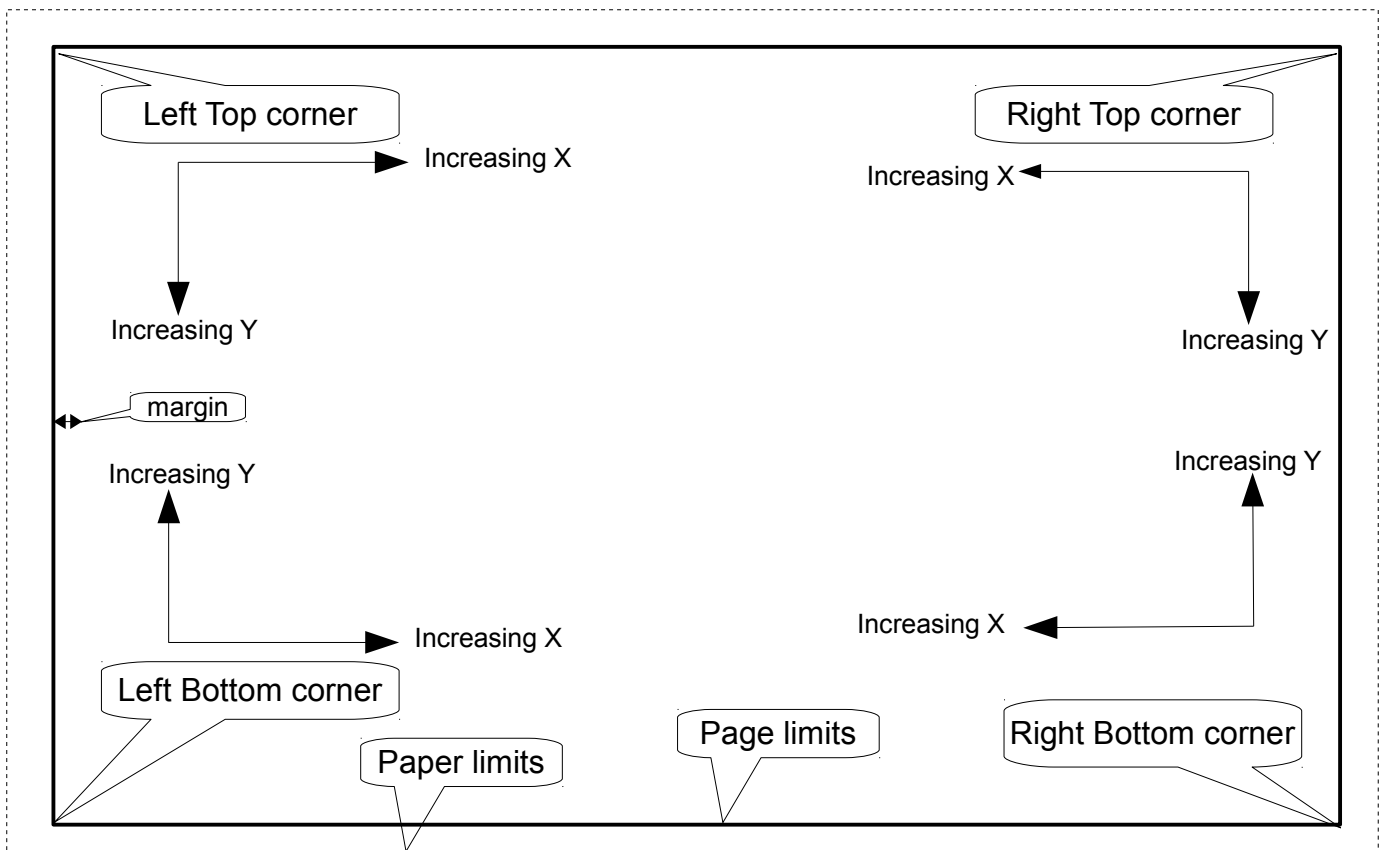 Left Top corner
Right Top corner
Increasing X
Increasing X
Increasing Y
Increasing Y
margin
Increasing Y
Increasing Y
Increasing X
Increasing X
Left Bottom corner
Page limits
Right Bottom corner
Paper limits